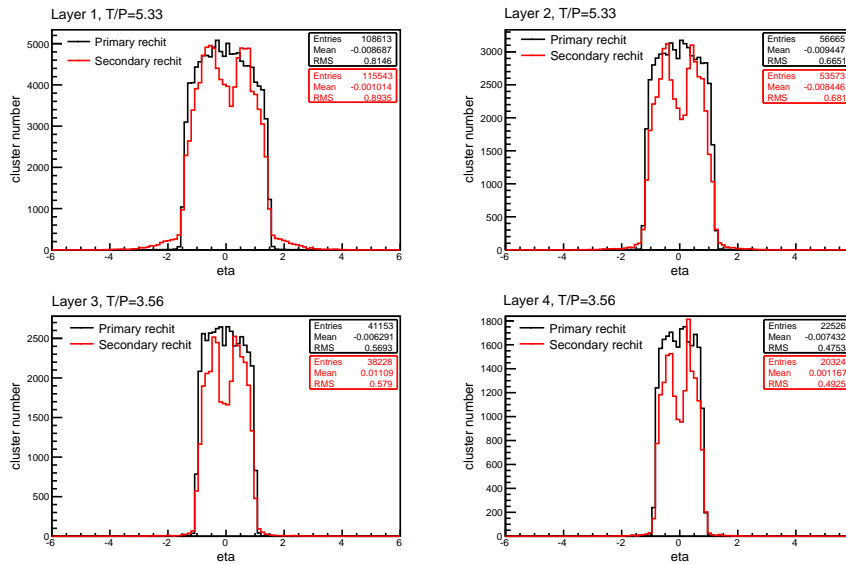 Layer 1, T/P=5.33
Primary rechit
Secondary rechit
Entries 108613
Mean -0.008687
RMS 0.8146
Entries 115543
Mean -0.001014
RMS 0.8935
cluster number
5000
4000
3000
2000
1000
0
-6 -4 -2 0 2 4 6
eta
Layer 2, T/P=5.33
Primary rechit
Secondary rechit
Entries 56665
Mean -0.009447
RMS 0.6651
Entries 53573
Mean -0.008446
RMS 0.681
cluster number
3000
2500
2000
1500
1000
500
0
-6 -4 -2 0 2 4
eta
Layer 3, T/P=3.56
Primary rechit
Secondary rechit
Entries 41153
Mean -0.006291
RMS 0.5693
Entries 38228
Mean 0.01109
RMS 0.579
cluster number
2500
2000
1500
1000
500
0
-6 -4 -2 0 2 4 6
eta
Layer 4, T/P=3.56
Primary rechit
Secondary rechit
Entries 22526
Mean -0.007432
RMS 0.4753
Entries 20324
Mean 0.001167
RMS 0.4925
cluster number
1800
1600
1400
1200
1000
800
600
400
200
0
-6 -4 -2 0 2 4
eta